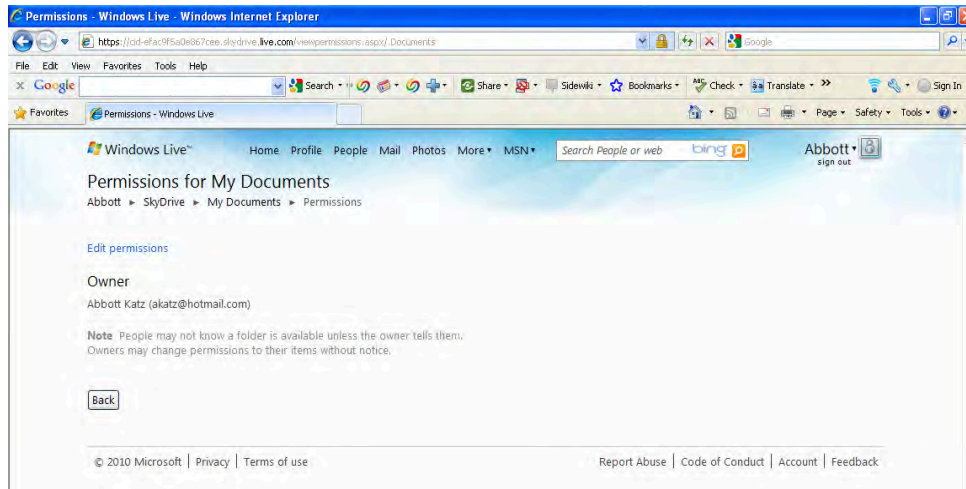 Permissions - Windows Live - Windows Internet Explorer
https://cid-efac9f5a0e867cee.skydrive.live.com/viewpermissions.aspx/.Documents Google
File Edit View Favorites Tools Help
x Google Search Share Sidewiki Bookmarks Check Translate >> Sign In
Favorites Permissions - Windows Live Page Safety Tools
Windows Live™ Home Profile People Mail Photos More MSN Search People or web bing Abbott
sign out
Permissions for My Documents
Abbott ► SkyDrive ► My Documents ► Permissions
Edit permissions
Owner
Abbott Katz (akatz@hotmail.com)
Note People may not know a folder is available unless the owner tells them.
Owners may change permissions to their items without notice.
Back
© 2010 Microsoft | Privacy | Terms of use Report Abuse | Code of Conduct | Account | Feedback